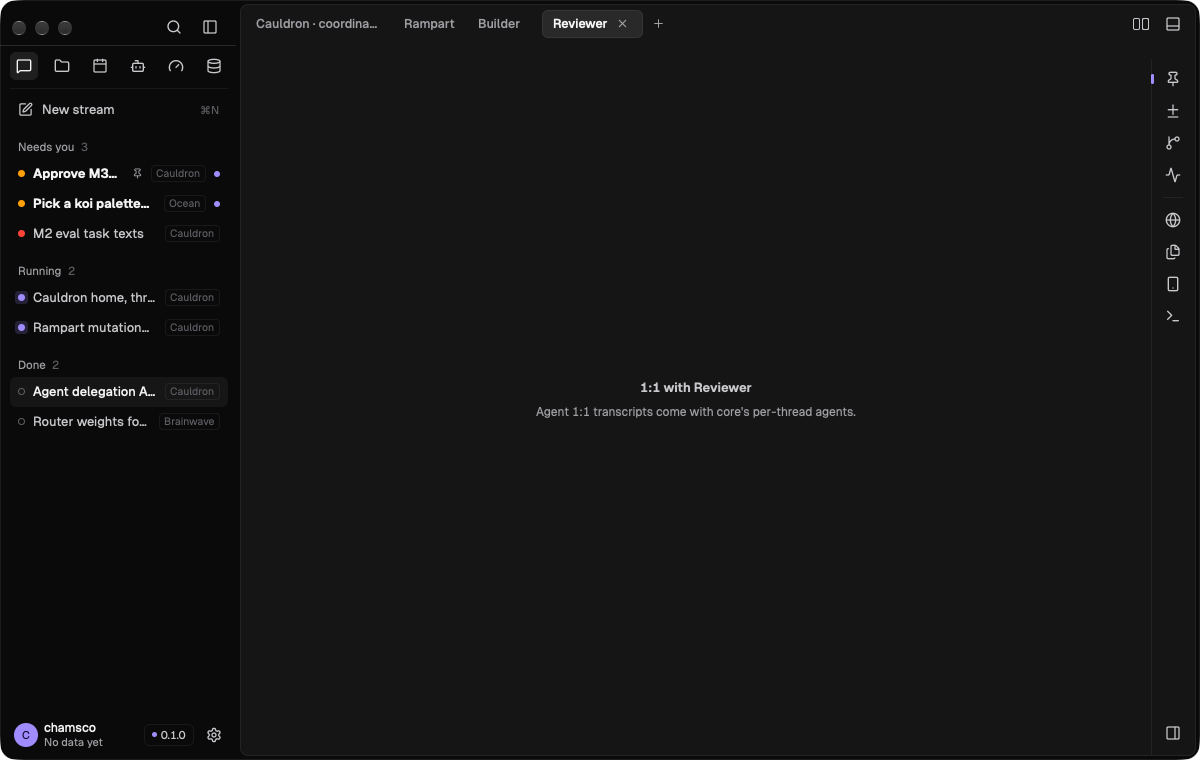 Cauldron · coordina...
Rampart
Builder
Reviewer
New stream
⌘N
Needs you 3
Approve M3...
Cauldron
Pick a koi palette...
Ocean
M2 eval task texts
Cauldron
Running 2
Cauldron home, thr...
Cauldron
Rampart mutation...
Cauldron
Done 2
Agent delegation A...
Cauldron
Router weights fo...
Brainwave
1:1 with Reviewer
Agent 1:1 transcripts come with core's per-thread agents.
C
chamsco
No data yet
0.1.0